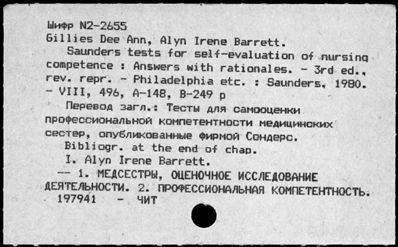 Шифр N2-2655
Gillies Dee Ann, Alyn Irene Barrett.
Saunders tests for self-evaluation of nursing
competence : Answers with rationales. - 3rd ed.,
rev. repr. - Philadelphia etc. : Saunders, 1980.
- VIII, 496, A-148, B-249 p
Перевод загл.: Тесты для самооценки
профессиональной компетентности медицинских
сестер, опубликованные фирмой Сондерс.
Bibliogr. at the end of chap.
I. Alyn Irene Barrett.
-- 1. МЕДСЕСТРЫ, ОЦЕНОЧНОЕ ИССЛЕДОВАНИЕ
ДЕЯТЕЛЬНОСТИ. 2. ПРОФЕССИОНАЛЬНАЯ КОМПЕТЕНТНОСТЬ.
197941 - ЧИТ